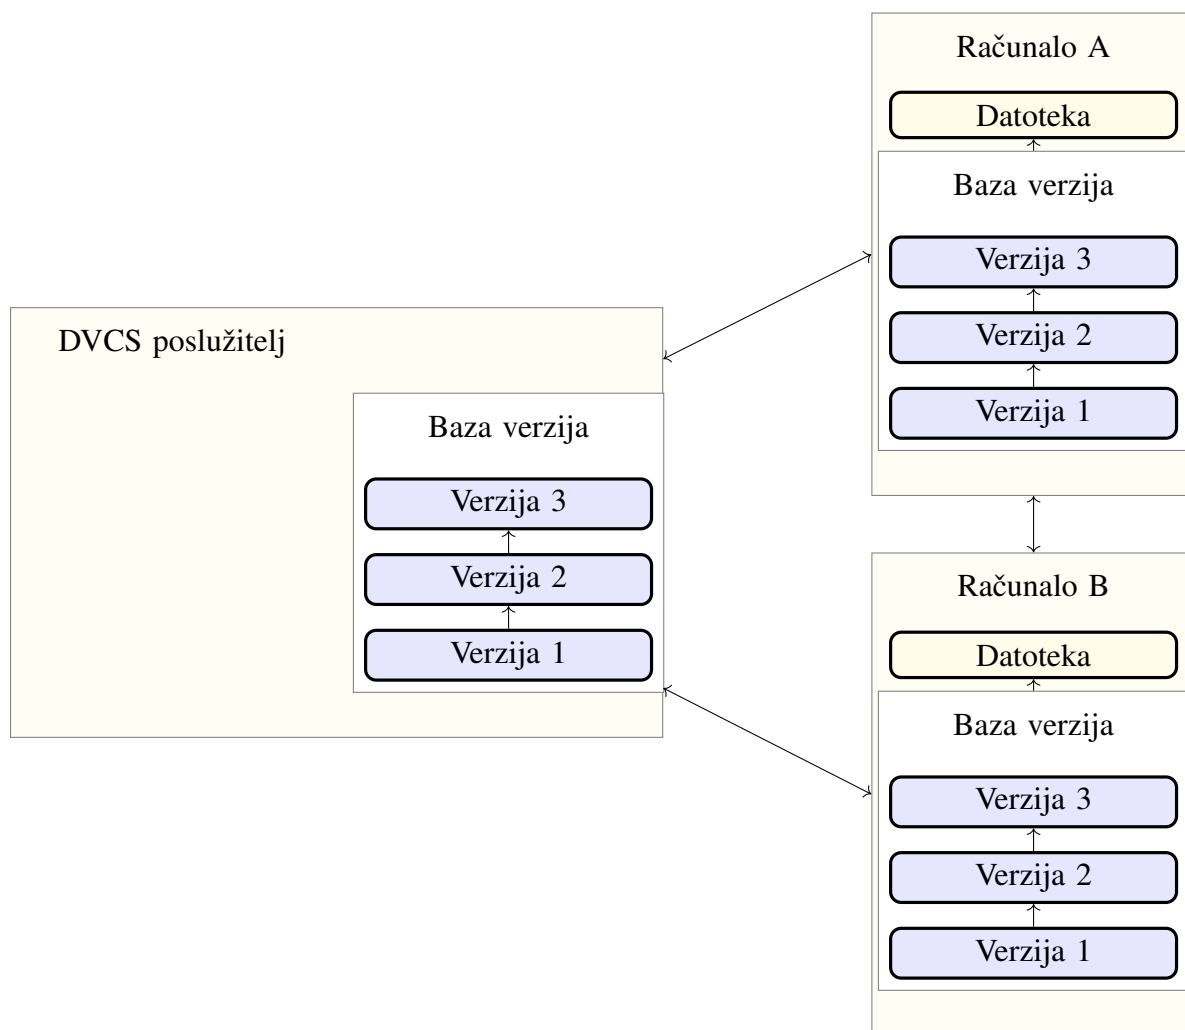 DVCS poslužitelj
Baza verzija
Verzija 3
Verzija 2
Verzija 1
Računalo A
Datoteka
Baza verzija
Verzija 3
Verzija 2
Verzija 1
Računalo B
Datoteka
Baza verzija
Verzija 3
Verzija 2
Verzija 1